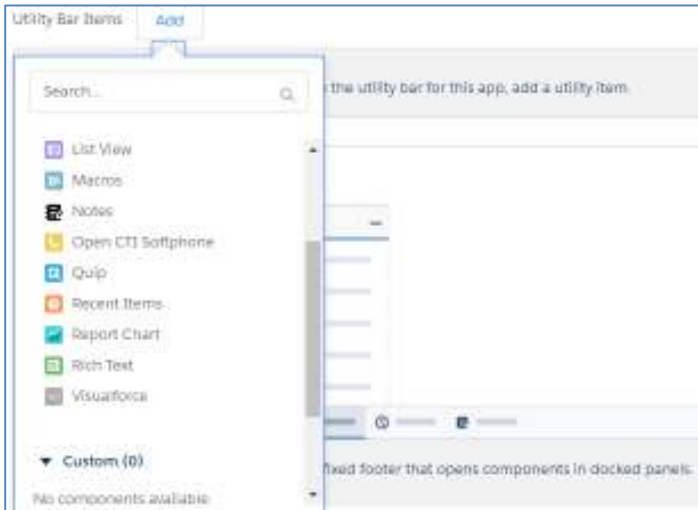 Utility Bar Items Add
Search...
the utility bar for this app, add a utility item.
List View
Macros
Notes
Open CTI Softphone
Quip
Recent Items
Report Chart
Rich Text
Visualforce
Custom (0)
fixed footer that opens components in docked panels.
No components available